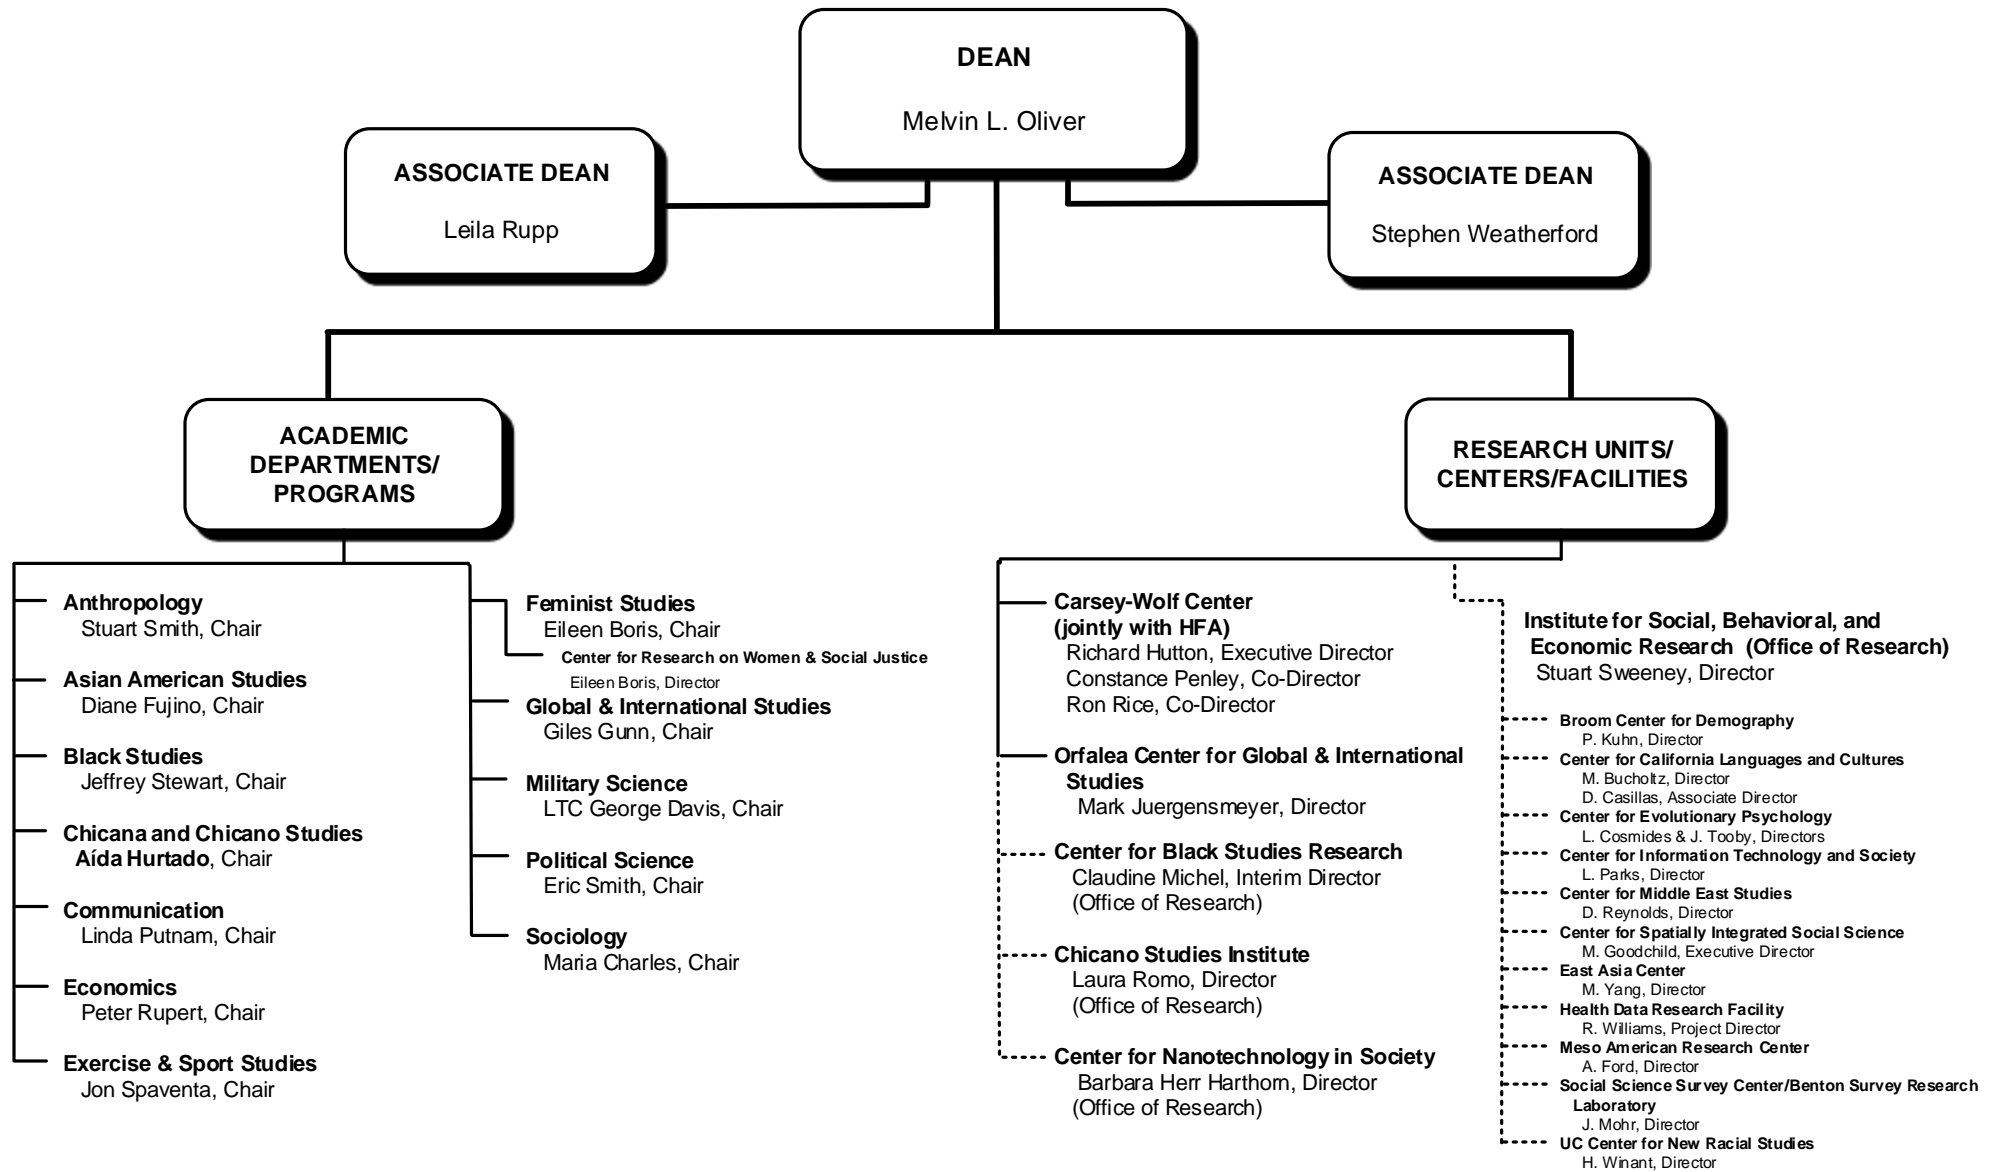 DEAN
Melvin L. Oliver
ASSOCIATE DEAN
Leila Rupp
ASSOCIATE DEAN
Stephen Weatherford
ACADEMIC
DEPARTMENTS/
PROGRAMS
RESEARCH UNITS/
CENTERS/FACILITIES
Anthropology
Stuart Smith, Chair
Asian American Studies
Diane Fujino, Chair
Black Studies
Jeffrey Stewart, Chair
Chicana and Chicano Studies
Aída Hurtado, Chair
Communication
Linda Putnam, Chair
Economics
Peter Rupert, Chair
Exercise & Sport Studies
Jon Spaventa, Chair
Feminist Studies
Eileen Boris, Chair
Center for Research on Women & Social Justice
Eileen Boris, Director
Global & International Studies
Giles Gunn, Chair
Military Science
LTC George Davis, Chair
Political Science
Eric Smith, Chair
Sociology
Maria Charles, Chair
Carsey-Wolf Center
(jointly with HFA)
Richard Hutton, Executive Director
Constance Penley, Co-Director
Ron Rice, Co-Director
Orfalea Center for Global & International
Studies
Mark Juergensmeyer, Director
Center for Black Studies Research
Claudine Michel, Interim Director
(Office of Research)
Chicano Studies Institute
Laura Romo, Director
(Office of Research)
Center for Nanotechnology in Society
Barbara Herr Harthorn, Director
(Office of Research)
Institute for Social, Behavioral, and
Economic Research (Office of Research)
Stuart Sweeney, Director
Broom Center for Demography
P. Kuhn, Director
Center for California Languages and Cultures
M. Bucholtz, Director
D. Casillas, Associate Director
Center for Evolutionary Psychology
L. Cosmides & J. Tooby, Directors
Center for Information Technology and Society
L. Parks, Director
Center for Middle East Studies
D. Reynolds, Director
Center for Spatially Integrated Social Science
M. Goodchild, Executive Director
East Asia Center
M. Yang, Director
Health Data Research Facility
R. Williams, Project Director
Meso American Research Center
A. Ford, Director
Social Science Survey Center/Benton Survey Research
Laboratory
J. Mohr, Director
UC Center for New Racial Studies
H. Winant, Director